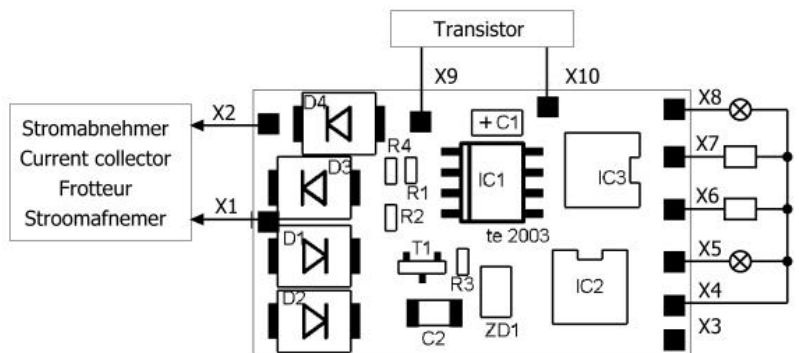 Transistor
X9
X10
X2
D4
X8
Stromabnehmer
Current collector
Frotteur
Stroomafnemer
+ C1
X7
R4
D3
IC1
IC3
R1
X6
X1
R2
te 2003
D1
T1
X5
R3
IC2
X4
D2
C2
ZD1
X3